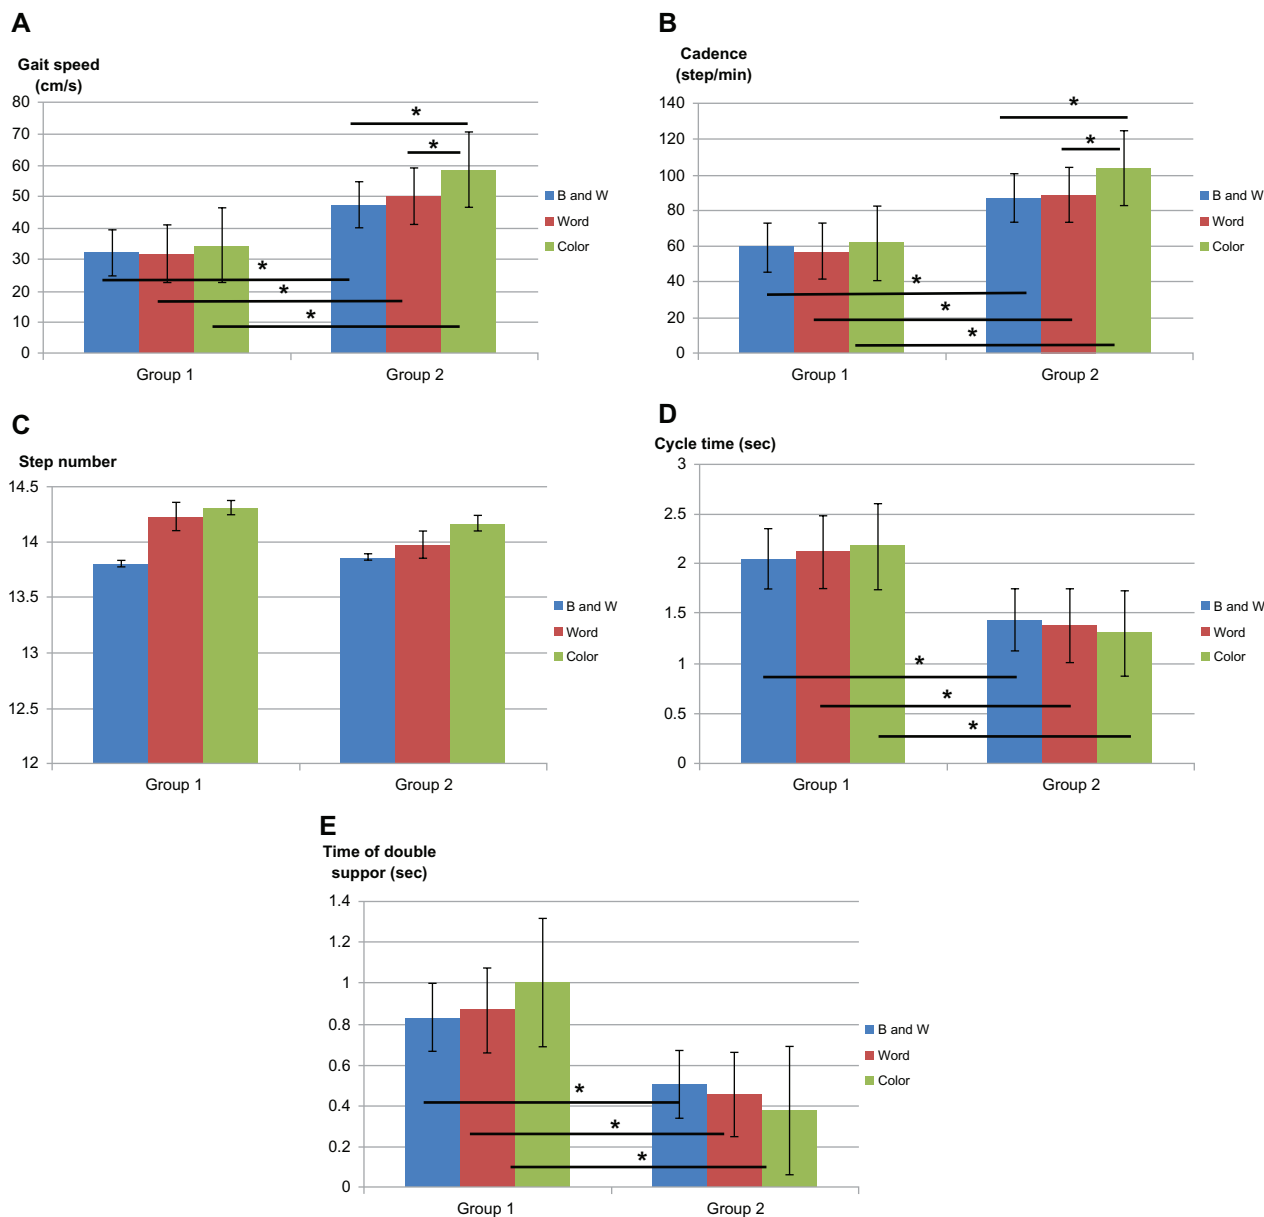 A
Gait speed
(cm/s)
80
70
60
50
40
30
20
10
0
*
*
*
*
*
Group 1
Group 2
B and W
Word
Color
B
Cadence
(step/min)
140
120
100
80
60
40
20
0
*
*
*
*
*
Group 1
Group 2
B and W
Word
Color
C
Step number
14.5
14
13.5
13
12.5
12
Group 1
Group 2
B and W
Word
Color
D
Cycle time (sec)
3
2.5
2
1.5
1
0.5
0
*
*
*
Group 1
Group 2
B and W
Word
Color
E
Time of double
suppor (sec)
1.4
1.2
1
0.8
0.6
0.4
0.2
0
*
*
*
Group 1
Group 2
B and W
Word
Color